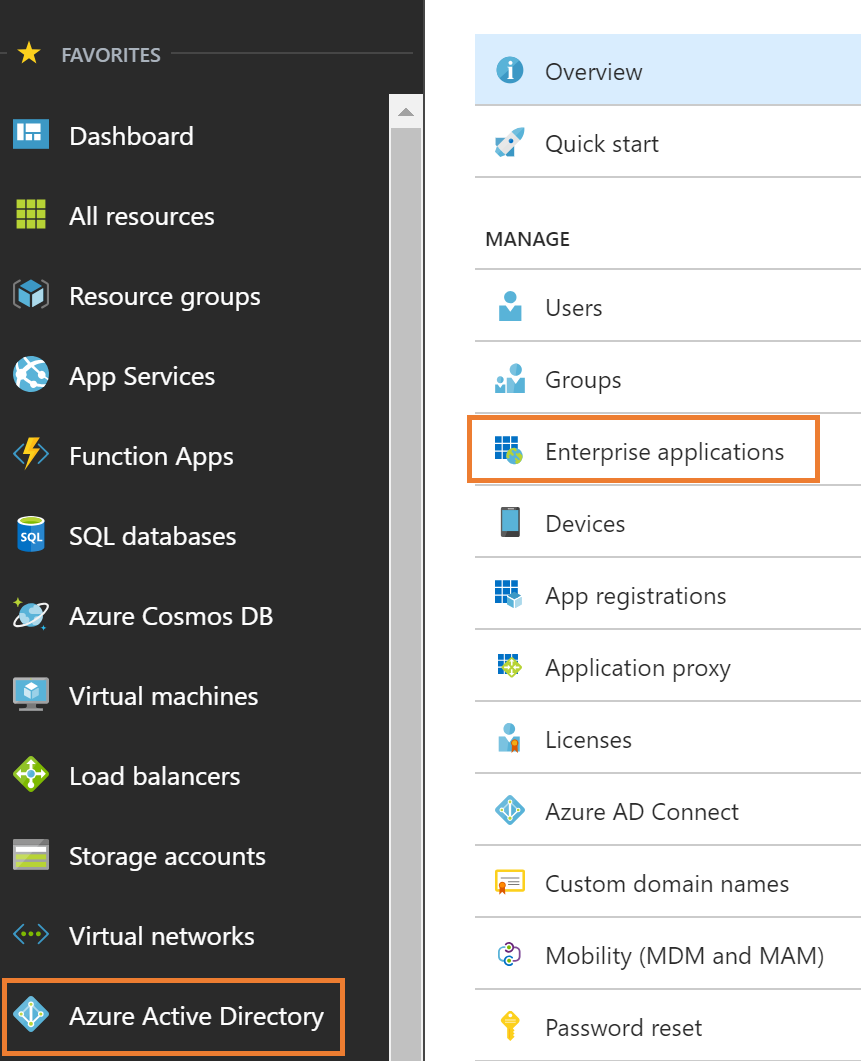 FAVORITES
Dashboard
All resources
Resource groups
App Services
Function Apps
SQL
SQL databases
Azure Cosmos DB
Virtual machines
Load balancers
Storage accounts
Virtual networks
Azure Active Directory
Overview
Quick start
MANAGE
Users
Groups
Enterprise applications
Devices
App registrations
Application proxy
Licenses
Azure AD Connect
Custom domain names
Mobility (MDM and MAM)
Password reset